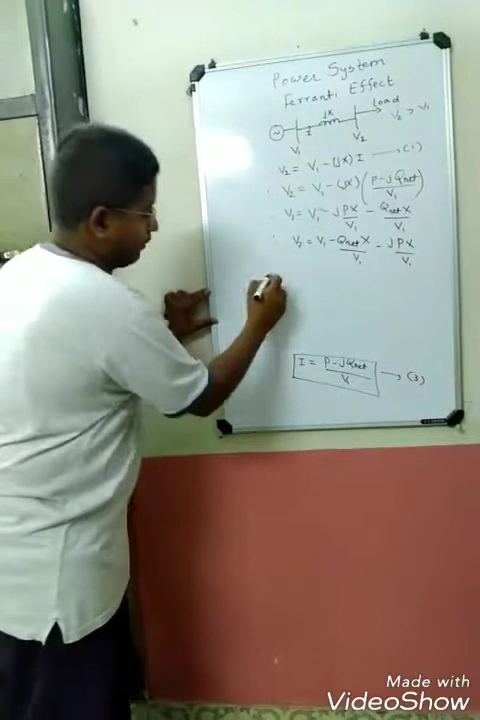 Power System
Ferranti Effect
jX
Load
V₂ > V₁
I
V₁
V₂
V₂ = V₁ - (jX) I → (1)
V₂ = V₁ - (jX) (P - jQnet / V₁)
V₂ = V₁ - jPX / V₁ - QnetX / V₁
V₂ = V₁ - QnetX / V₁ - jPX / V₁
I = P - jQnet / V₁ → (3)
Made with
VideoShow